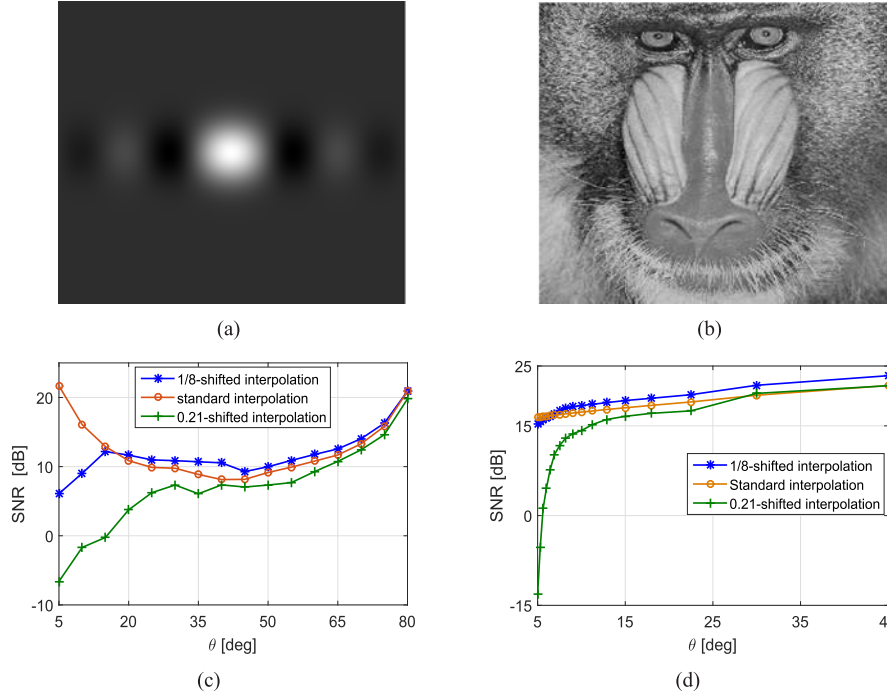 (a)
(b)
1/8-shifted interpolation
standard interpolation
0.21-shifted interpolation
SNR [dB]
20
10
0
-10
5
20
35
50
65
80
θ [deg]
(c)
1/8-shifted interpolation
Standard interpolation
0.21-shifted interpolation
SNR [dB]
25
15
0
-15
5
15
25
35
4
θ [deg]
(d)